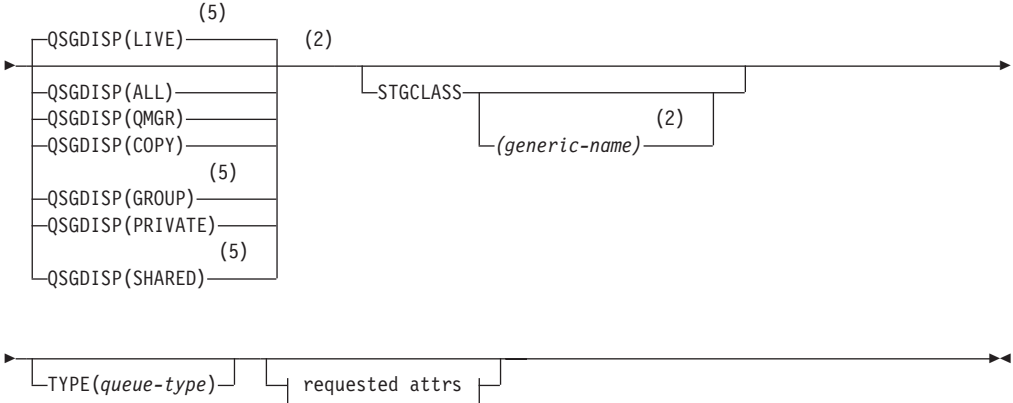 (5)
QSGDISP(LIVE) (2)
QSGDISP(ALL) STGCLASS
QSGDISP(QMGR) (2)
QSGDISP(COPY) (generic-name)
(5)
QSGDISP(GROUP)
QSGDISP(PRIVATE)
(5)
QSGDISP(SHARED)
TYPE(queue-type) requested attrs